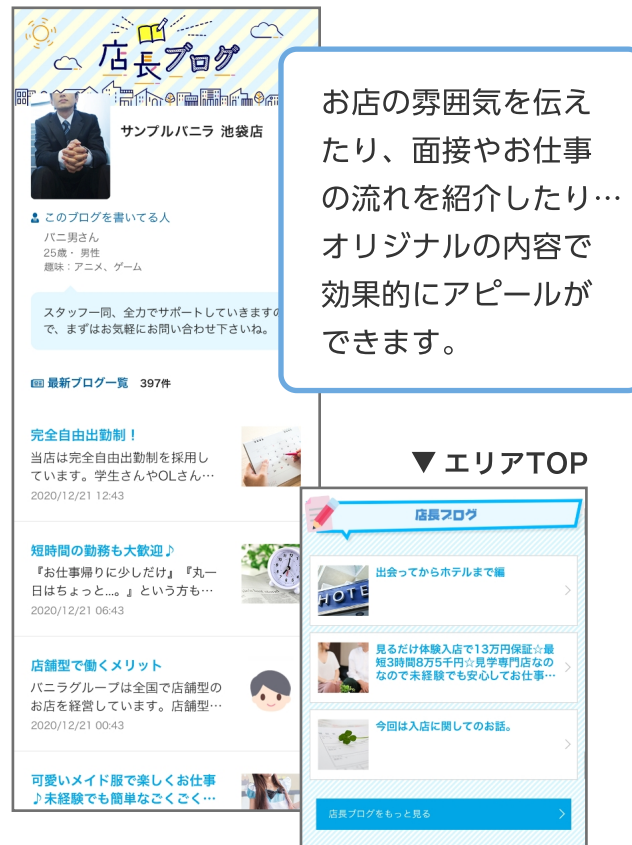 店長ブログ
サンプルバニラ 池袋店
このブログを書いてる人
バニ男さん
25歳・ 男性
趣味：アニメ、ゲーム
スタッフ一同、全力でサポートしていきますの
で、まずはお気軽にお問い合わせ下さいね。
最新ブログ一覧 397件
完全自由出勤制！
当店は完全自由出勤制を採用し
ています。学生さんやOLさん…
2020/12/21 12:43
短時間の勤務も大歓迎♪
『お仕事帰りに少しだけ』『丸一
日はちょっと...。』という方も…
2020/12/21 06:43
店舗型で働くメリット
バニラグループは全国で店舗型の
お店を経営しています。店舗型…
2020/12/21 00:43
可愛いメイド服で楽しくお仕事
♪未経験でも簡単なごくごく…
お店の雰囲気を伝え
たり、面接やお仕事
の流れを紹介したり…
オリジナルの内容で
効果的にアピールが
できます。
▼ エリアTOP
店長ブログ
HOTE
出会ってからホテルまで編
見るだけ体験入店で13万円保証☆最
短3時間8万5千円☆見学専門店なの
なので未経験でも安心してお仕事…
今回は入店に関してのお話。
店長ブログをもっと見る